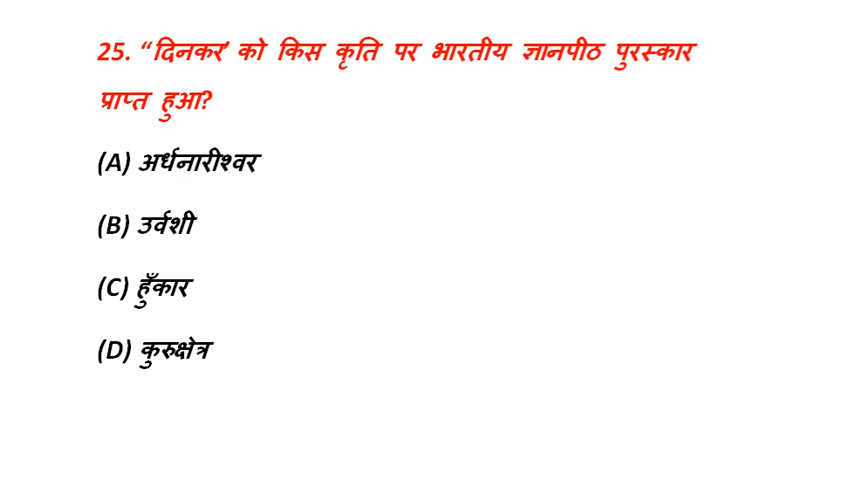 25. “दिनकर’ को किस कृति पर भारतीय ज्ञानपीठ पुरस्कार
प्राप्त हुआ?
(A) अर्धनारीश्वर
(B) उर्वशी
(C) हुँकार
(D) कुरुक्षेत्र